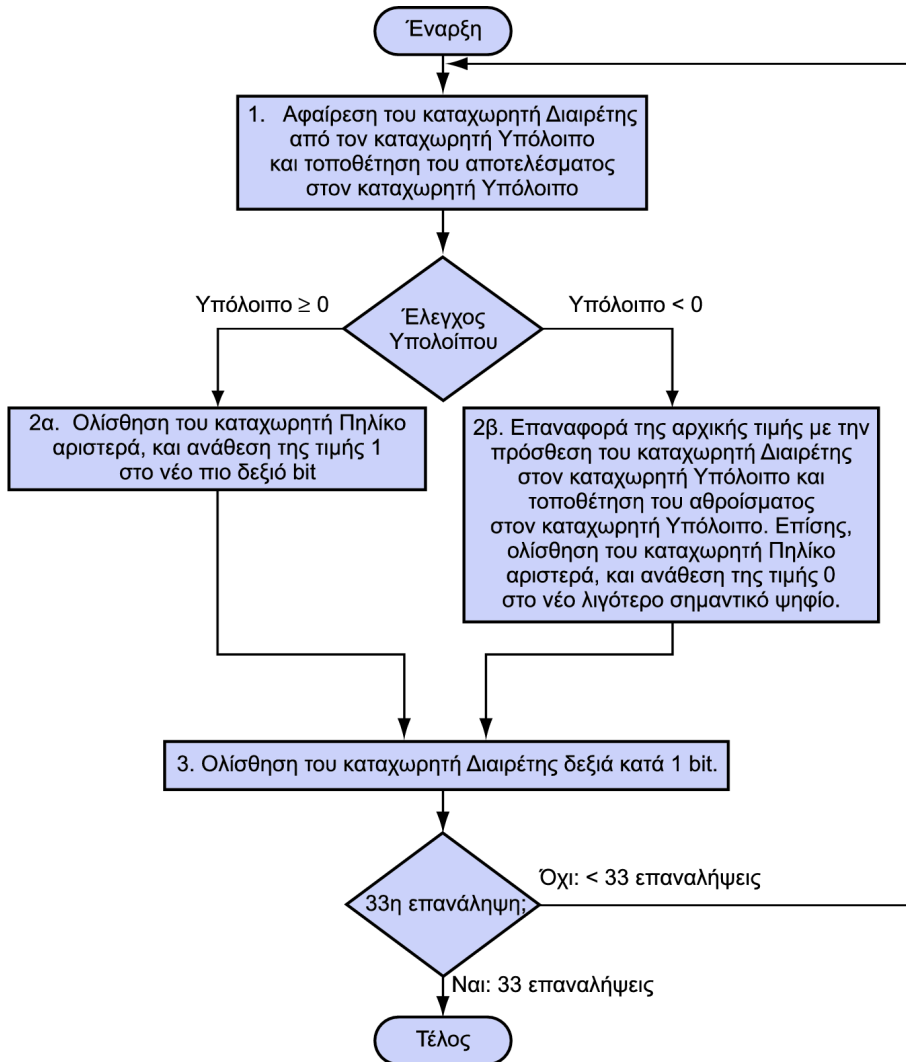 Έναρξη
1. Αφαίρεση του καταχωρητή Διαιρέτης
από τον καταχωρητή Υπόλοιπο
και τοποθέτηση του αποτελέσματος
στον καταχωρητή Υπόλοιπο
Υπόλοιπο ≥ 0
Έλεγχος
Υπολοίπου
Υπόλοιπο < 0
2α. Ολίσθηση του καταχωρητή Πηλίκο
αριστερά, και ανάθεση της τιμής 1
στο νέο πιο δεξιό bit
2β. Επαναφορά της αρχικής τιμής με την
πρόσθεση του καταχωρητή Διαιρέτης
στον καταχωρητή Υπόλοιπο και
τοποθέτηση του αθροίσματος
στον καταχωρητή Υπόλοιπο. Επίσης,
ολίσθηση του καταχωρητή Πηλίκο
αριστερά, και ανάθεση της τιμής 0
στο νέο λιγότερο σημαντικό ψηφίο.
3. Ολίσθηση του καταχωρητή Διαιρέτης δεξιά κατά 1 bit.
33η επανάληψη;
Όχι: < 33 επαναλήψεις
Ναι: 33 επαναλήψεις
Τέλος